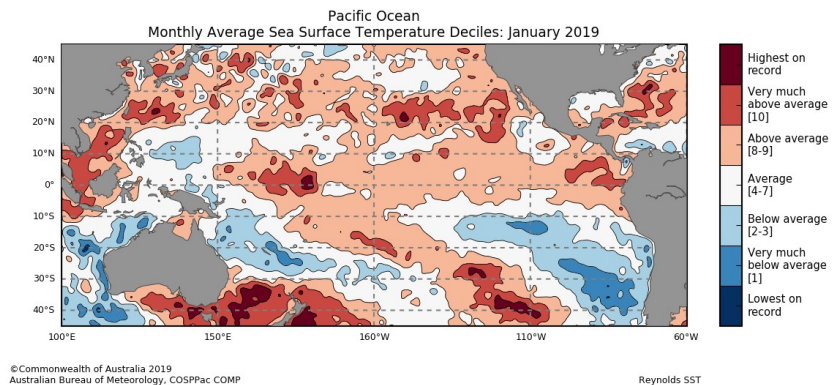 Pacific Ocean
Monthly Average Sea Surface Temperature Deciles: January 2019
40°N
30°N
20°N
10°N
0°
10°S
20°S
30°S
40°S
100°E
150°E
160°W
110°W
60°W
Highest on
record
Very much
above average
[10]
Above average
[8-9]
Average
[4-7]
Below average
[2-3]
Very much
below average
[1]
Lowest on
record
©Commonwealth of Australia 2019
Australian Bureau of Meteorology, COSPPac COMP
Reynolds SST